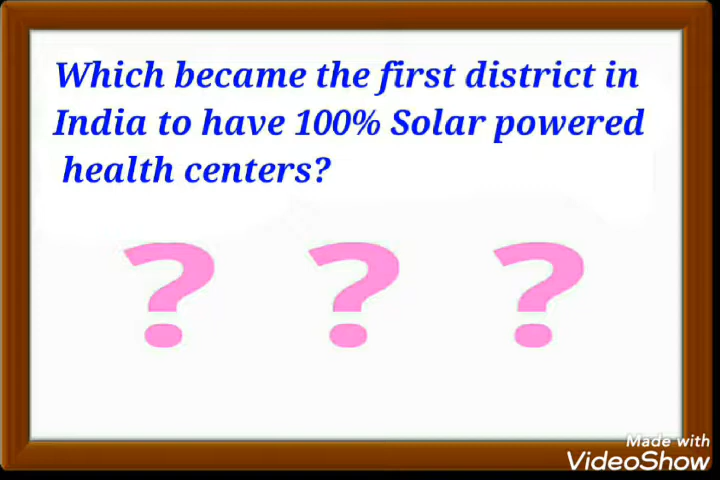 Which became the first district in
India to have 100% Solar powered
health centers?
? ? ?
Made with
VideoShow